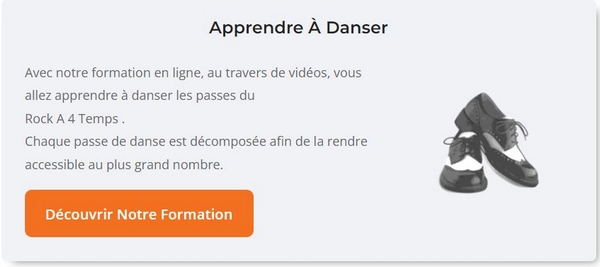 Apprendre À Danser
Avec notre formation en ligne, au travers de vidéos, vous
allez apprendre à danser les passes du
Rock A 4 Temps .
Chaque passe de danse est décomposée afin de la rendre
accessible au plus grand nombre.
Découvrir Notre Formation